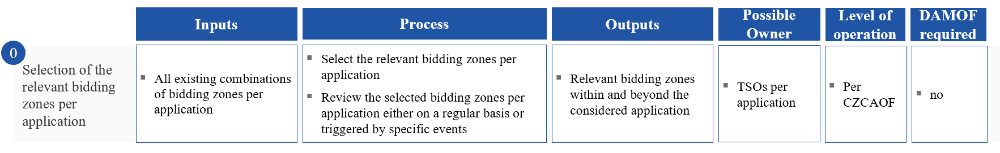 Inputs
Process
Outputs
Possible
Owner
Level of
operation
DAMOF
required
0
Selection of the
relevant bidding
zones per
application
▪ All existing combinations
of bidding zones per
application
▪ Select the relevant bidding zones per
application
▪ Review the selected bidding zones per
application either on a regular basis or
triggered by specific events
▪ Relevant bidding zones
within and beyond the
considered application
▪ TSOs per
application
▪ Per
CZCAOF
▪ no